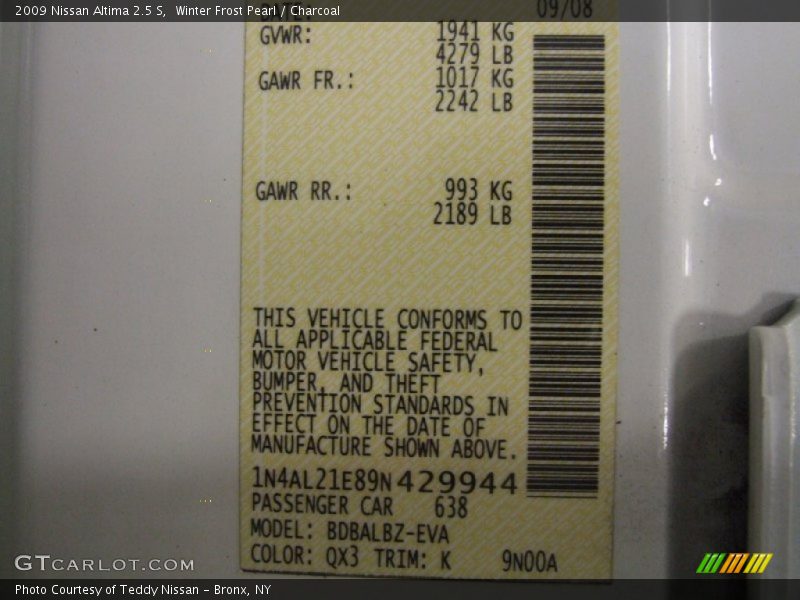 2009 Nissan Altima 2.5 S,  Winter Frost Pearl / Charcoal
DATE: 09/08
GVWR: 1941 KG
4279 LB
GAWR FR.: 1017 KG
2242 LB
GAWR RR.: 993 KG
2189 LB
THIS VEHICLE CONFORMS TO
ALL APPLICABLE FEDERAL
MOTOR VEHICLE SAFETY,
BUMPER, AND THEFT
PREVENTION STANDARDS IN
EFFECT ON THE DATE OF
MANUFACTURE SHOWN ABOVE.
1N4AL21E89N429944
PASSENGER CAR 638
MODEL: BDBALBZ-EVA
COLOR: QX3 TRIM: K 9N00A
GTCARLOT.COM
Photo Courtesy of Teddy Nissan - Bronx, NY